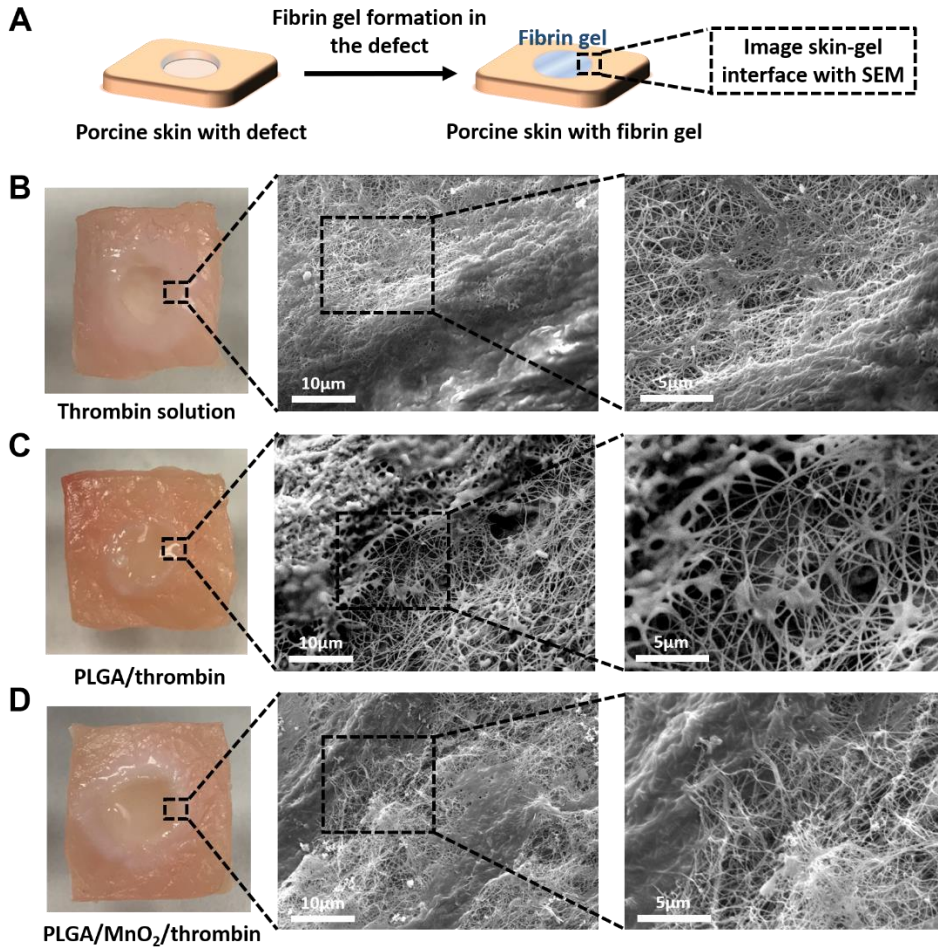 A
Fibrin gel formation in
the defect
Fibrin gel
Image skin-gel
interface with SEM
Porcine skin with defect
Porcine skin with fibrin gel
B
10µm
5µm
Thrombin solution
C
10µm
5µm
PLGA/thrombin
D
10µm
5µm
PLGA/MnO₂/thrombin